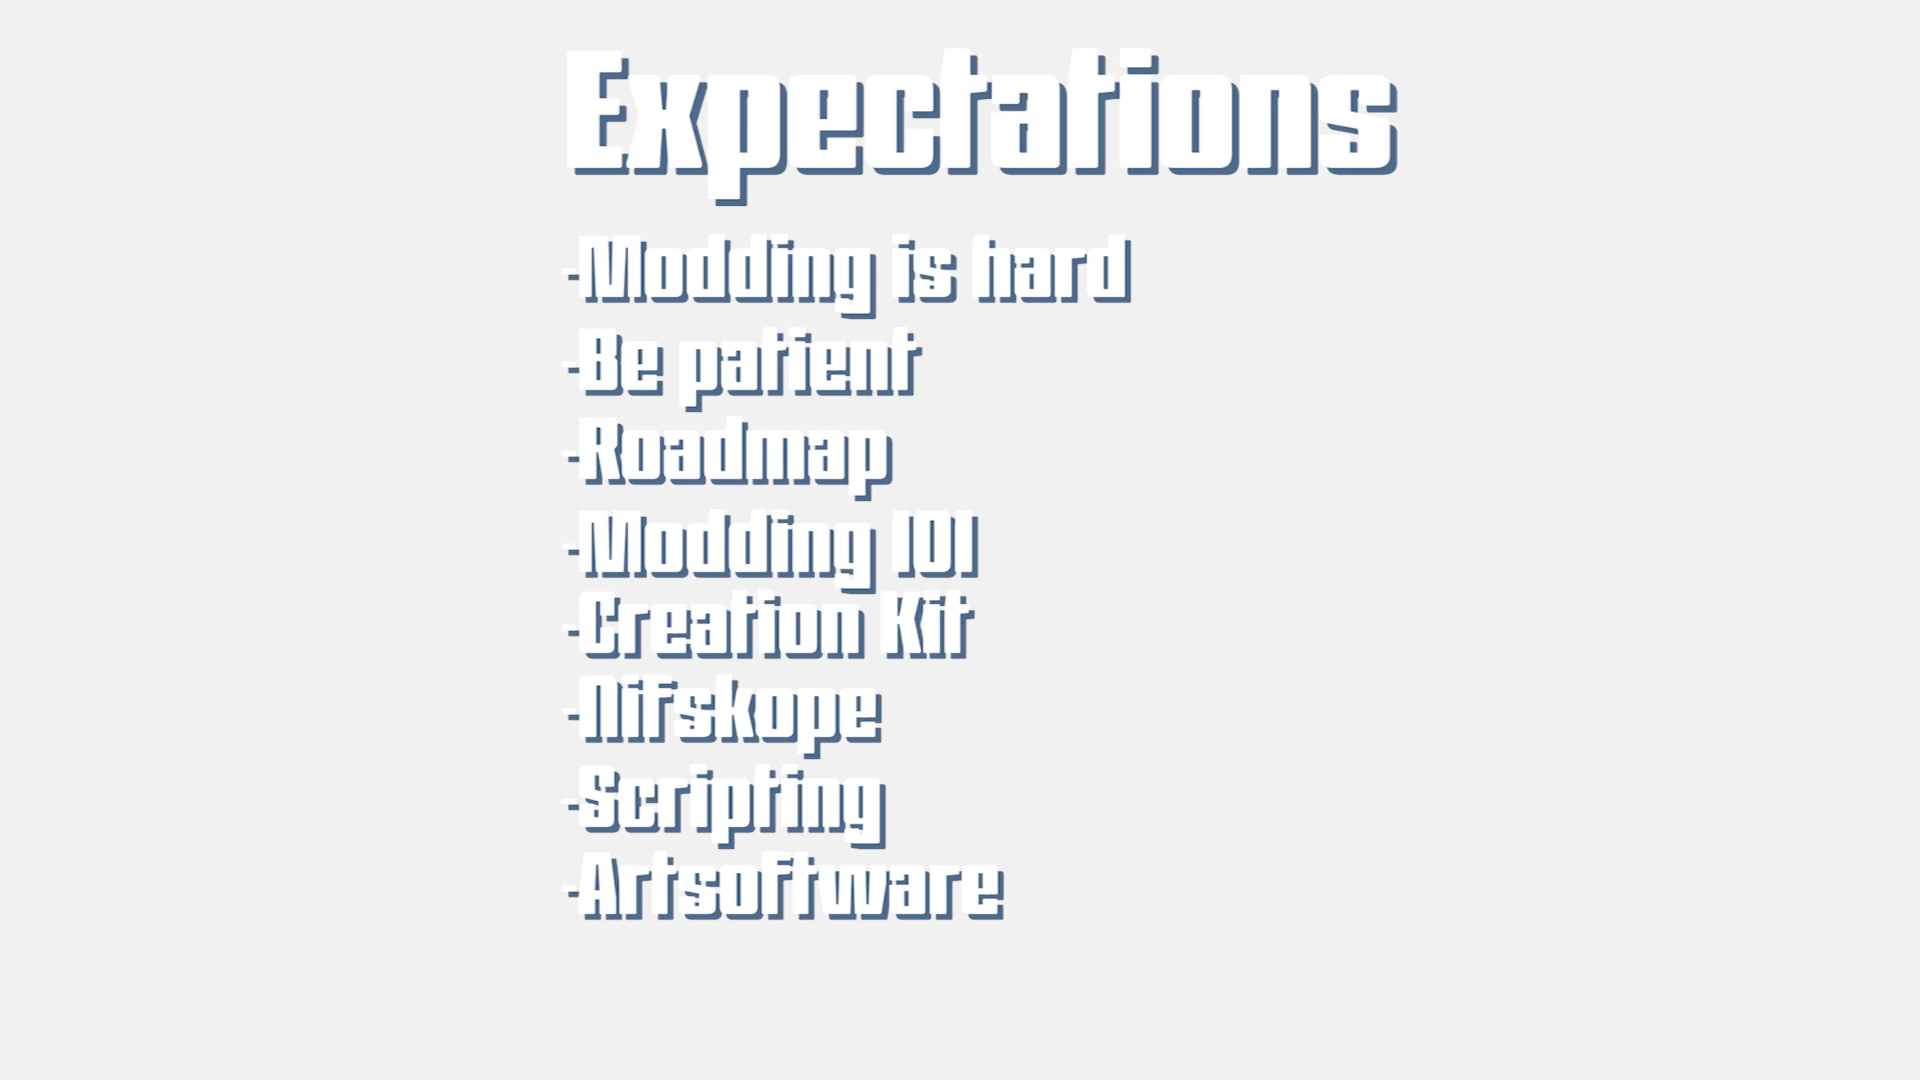 Expectations
-Modding is hard
-Be patient
-Roadmap
-Modding 101
-Creation Kit
-Nifskope
-Scripting
-Artsoftware